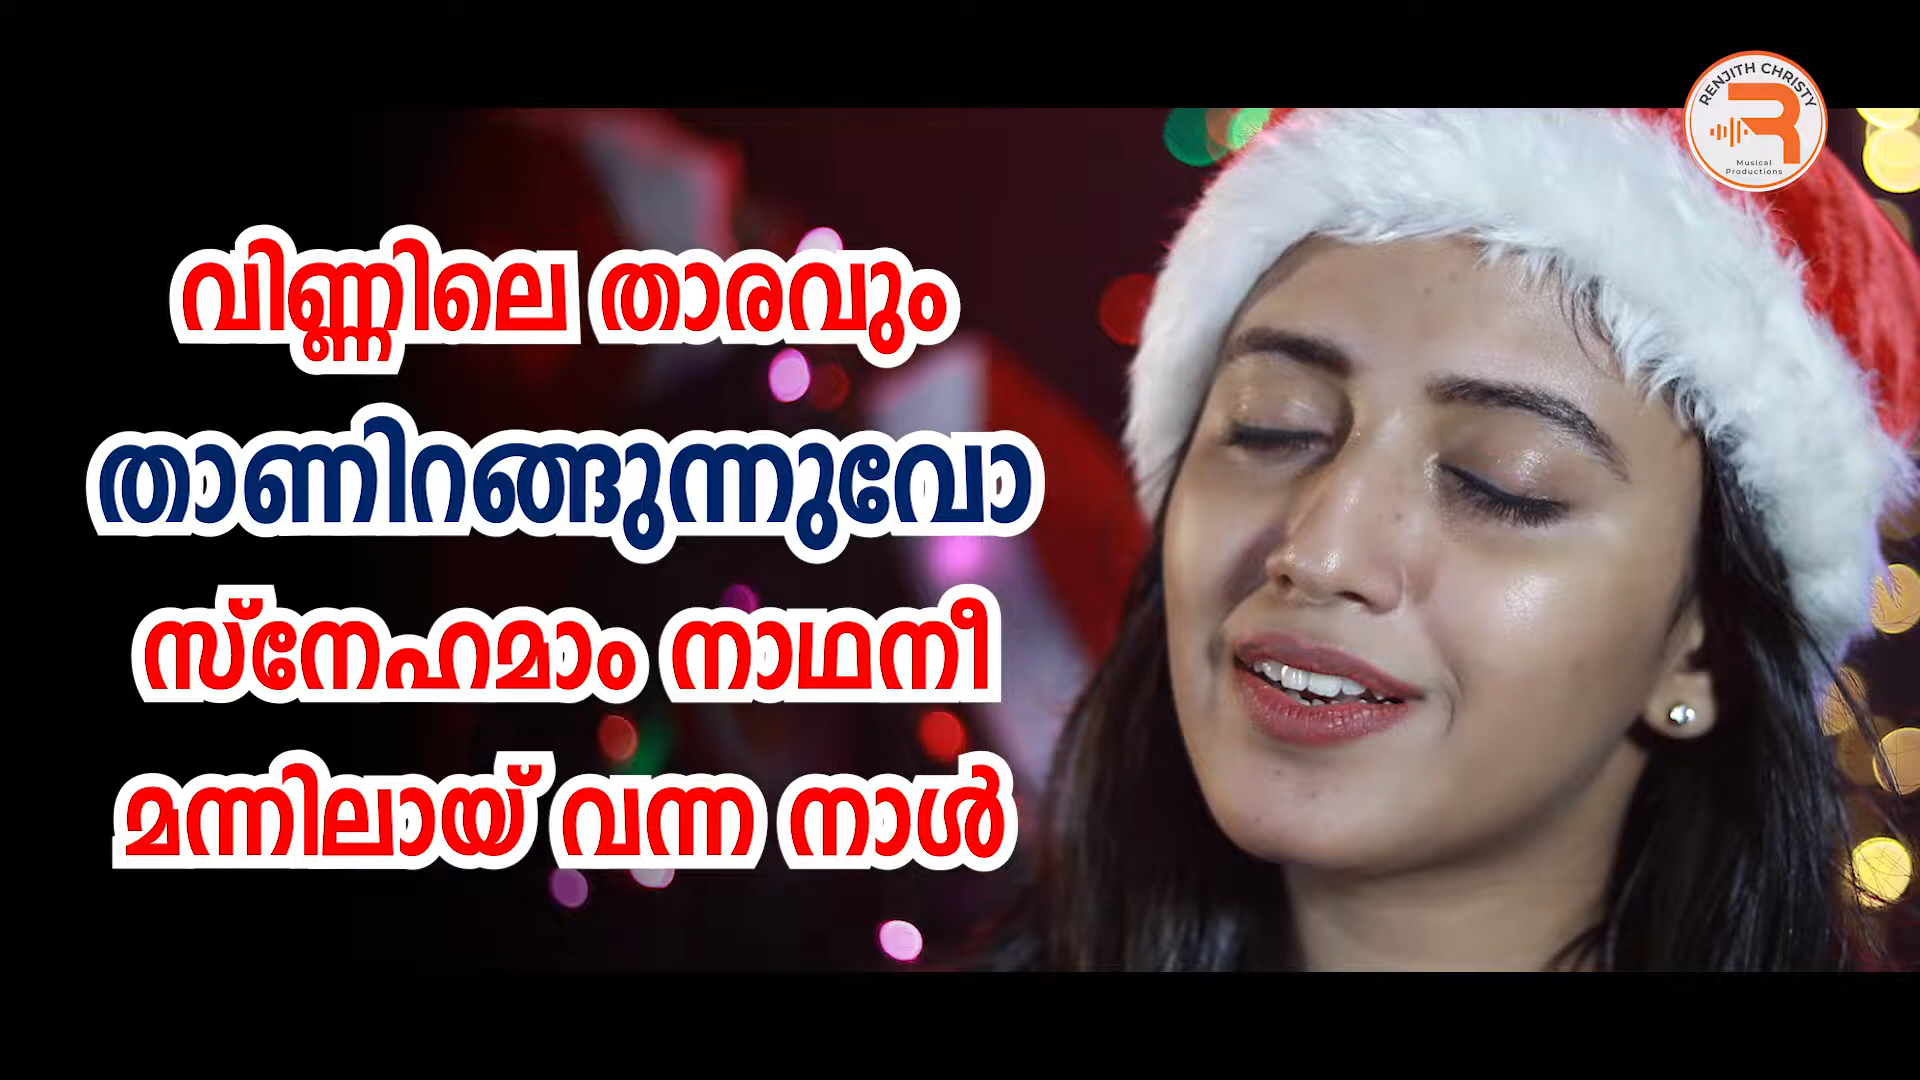 വിണ്ണിലെ താരവും
താണിറങ്ങുന്നുവോ
സ്നേഹമാം നാഥനീ
മന്നിലായ് വന്ന നാൾ
RENJITH CHRISTY
Musical
Productions